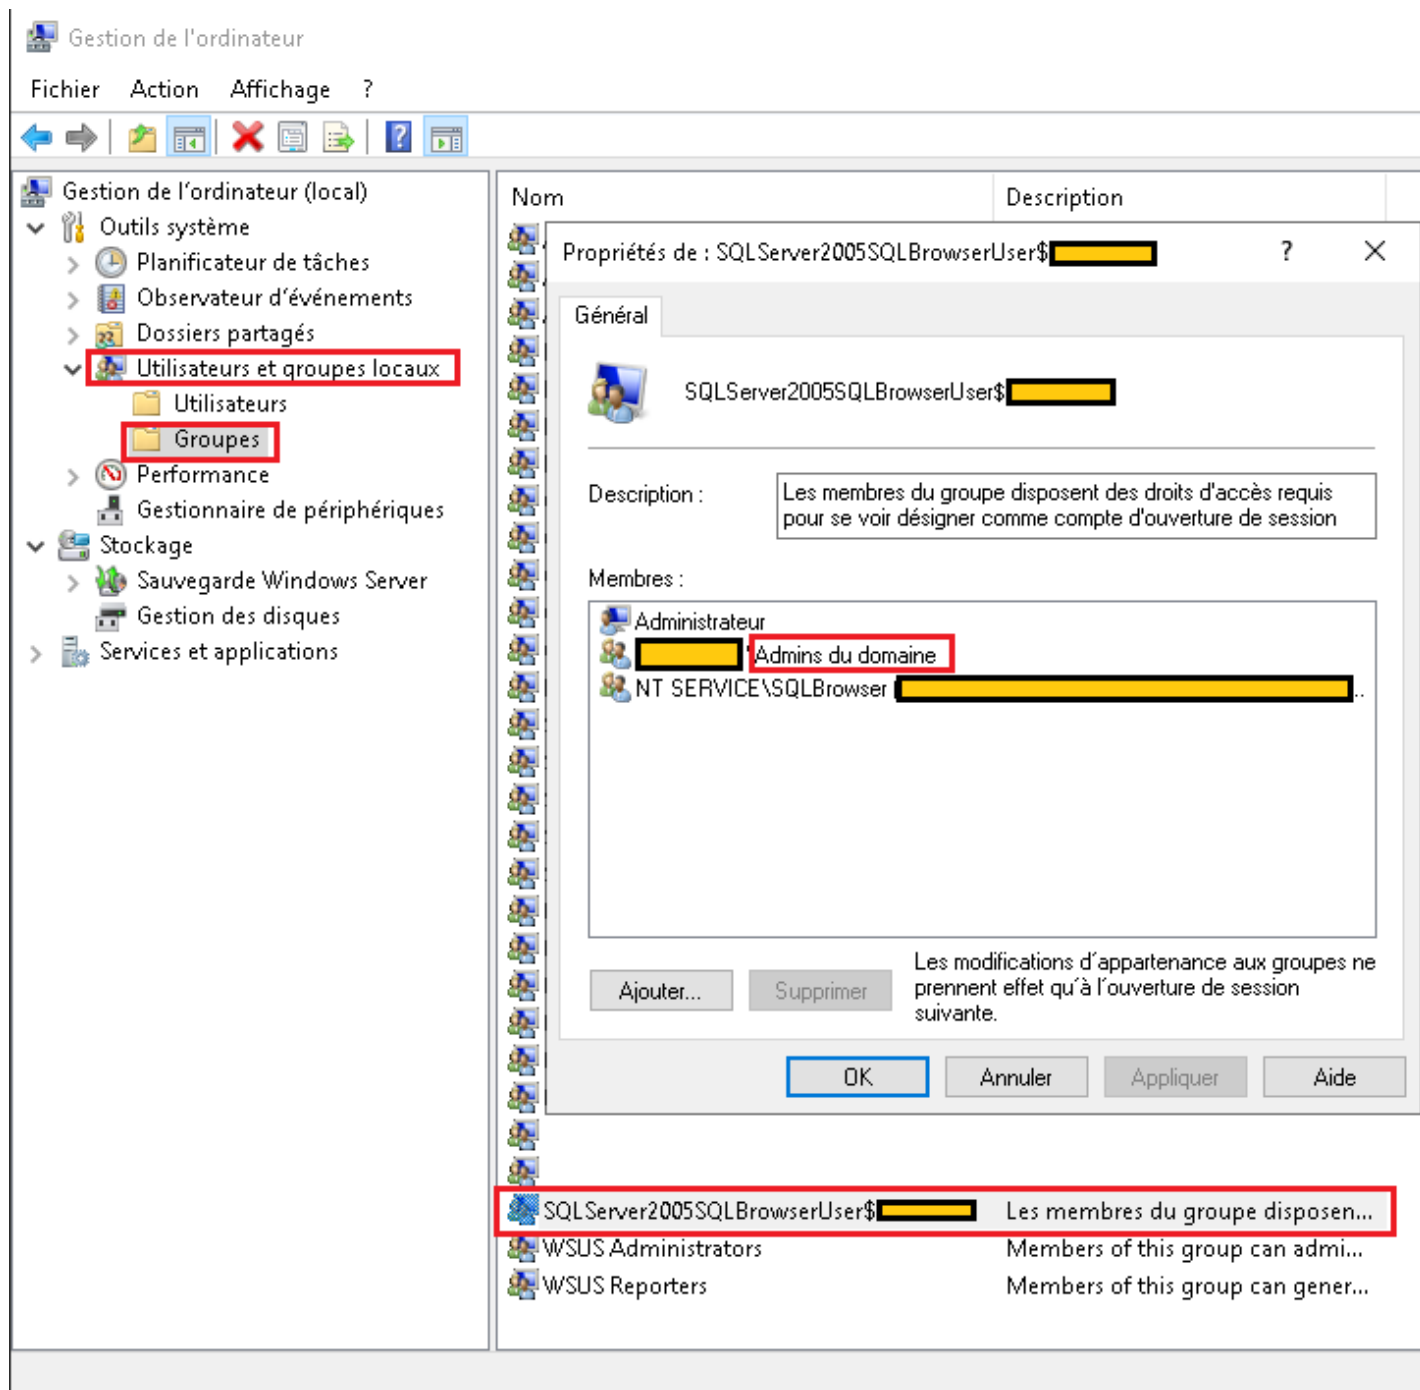 Gestion de l'ordinateur
Fichier Action Affichage ?
Gestion de l'ordinateur (local)
Outils système
Planificateur de tâches
Observateur d'événements
Dossiers partagés
Utilisateurs et groupes locaux
Utilisateurs
Groupes
Performance
Gestionnaire de périphériques
Stockage
Sauvegarde Windows Server
Gestion des disques
Services et applications
Nom Description
Propriétés de : SQLServer2005SQLBrowserUser$ ?
Général
SQLServer2005SQLBrowserUser$
Description : Les membres du groupe disposent des droits d'accès requis
pour se voir désigner comme compte d'ouverture de session
Membres :
Administrateur
Admins du domaine
NT SERVICE\SQLBrowser ..
Les modifications d'appartenance aux groupes ne
prennent effet qu'à l'ouverture de session
suivante.
Ajouter... Supprimer
OK Annuler Appliquer Aide
SQLServer2005SQLBrowserUser$ Les membres du groupe disposen...
WSUS Administrators Members of this group can admi...
WSUS Reporters Members of this group can gener...